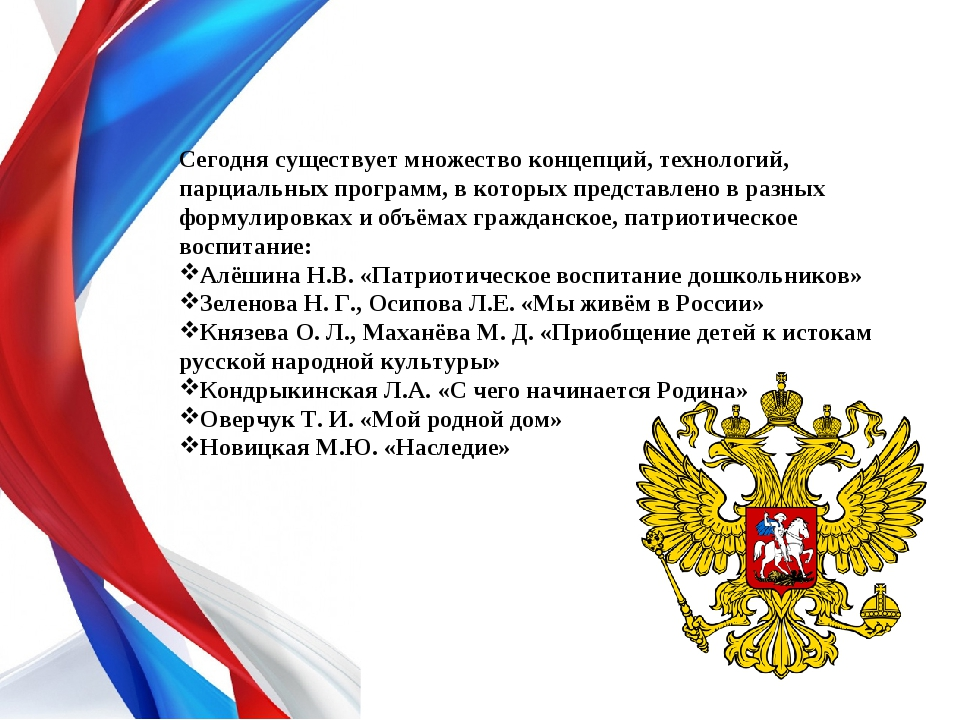 Сегодня существует множество концепций, технологий,
парциальных программ, в которых представлено в разных
формулировках и объёмах гражданское, патриотическое
воспитание:
❖Алёшина Н.В. «Патриотическое воспитание дошкольников»
❖Зеленова Н. Г., Осипова Л.Е. «Мы живём в России»
❖Князева О. Л., Маханёва М. Д. «Приобщение детей к истокам
русской народной культуры»
❖Кондрыкинская Л.А. «С чего начинается Родина»
❖Оверчук Т. И. «Мой родной дом»
❖Новицкая М.Ю. «Наследие»